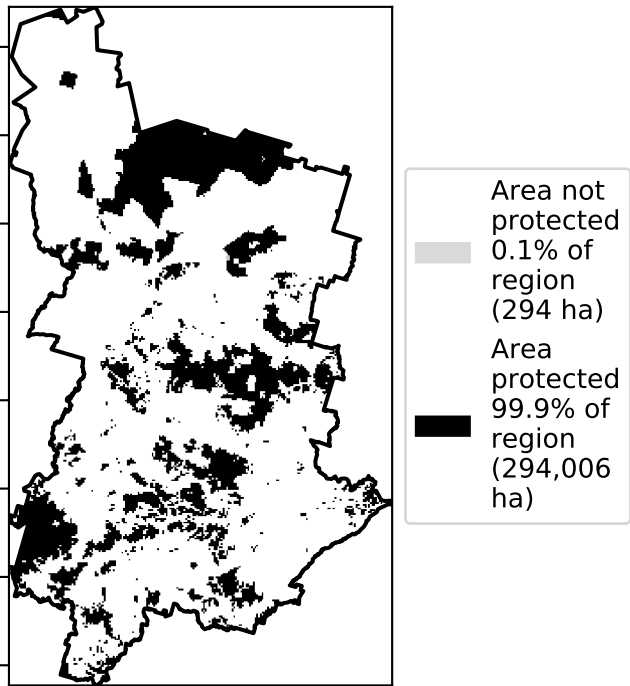 Area not
protected
0.1% of
region
(294 ha)
Area
protected
99.9% of
region
(294,006
ha)